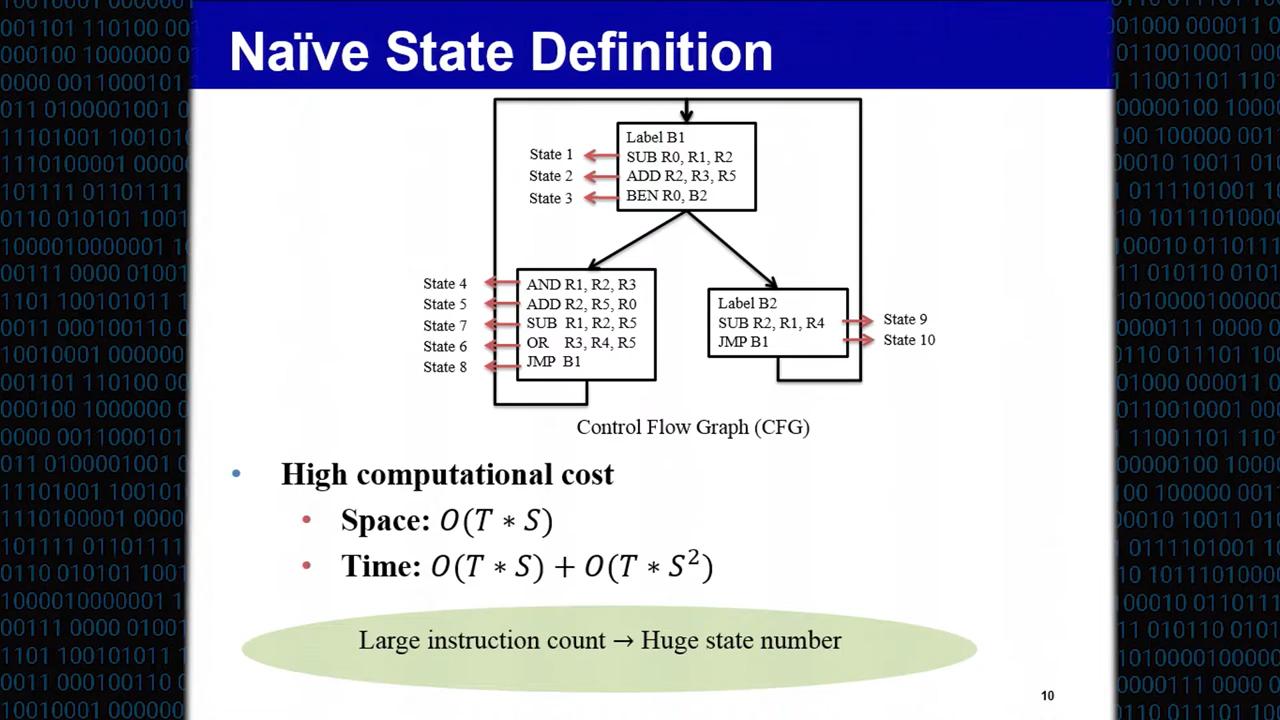 Naïve State Definition
Label B1
State 1
SUB R0, R1, R2
State 2
ADD R2, R3, R5
State 3
BEN R0, B2
State 4
AND R1, R2, R3
State 5
ADD R2, R5, R0
State 7
SUB R1, R2, R5
State 6
OR R3, R4, R5
State 8
JMP B1
Label B2
SUB R2, R1, R4
State 9
JMP B1
State 10
Control Flow Graph (CFG)
• High computational cost
• Space: O(T ∗ S)
• Time: O(T ∗ S) + O(T ∗ S²)
Large instruction count → Huge state number
10